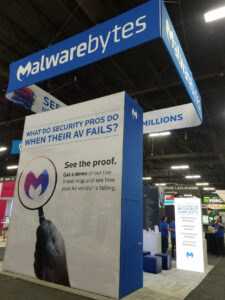 Malwarebytes
SEE
MILLIONS
WHAT DO SECURITY PROS DO
WHEN THEIR AV FAILS?
See the proof.
Get a demo of our live
threat map and see how
your AV vendor is failing.